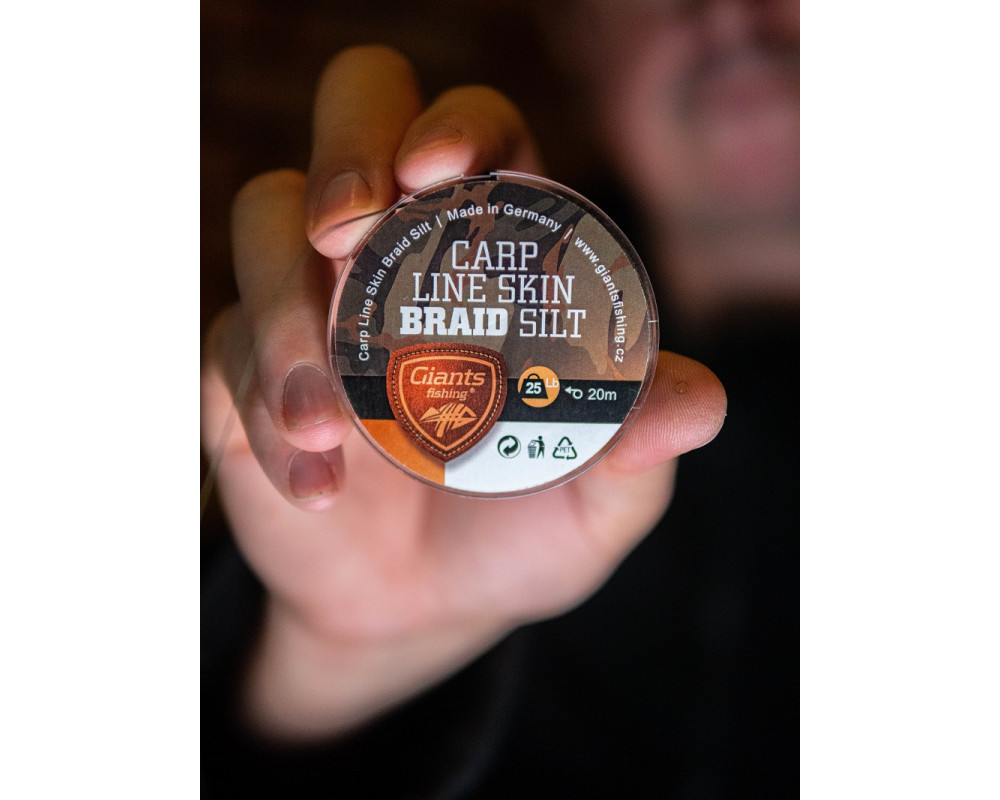 Carp Line Skin Braid Silt | Made in Germany / www.giantsfishing.cz
CARP
LINE SKIN
BRAID SILT
Giants
fishing®
25 Lb
20m
PET